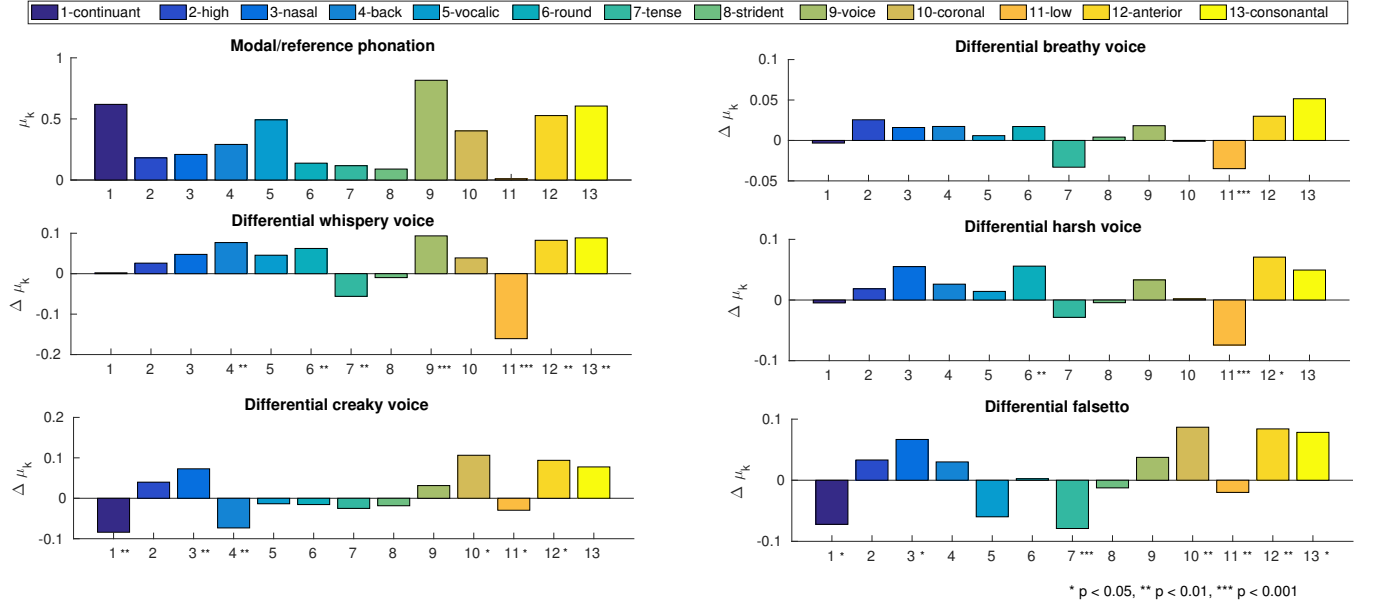 1-continuant 2-high 3-nasal 4-back 5-vocalic 6-round 7-tense 8-strident 9-voice 10-coronal 11-low 12-anterior 13-consonantal
Modal/reference phonation
1
0.5
0
μk
1 2 3 4 5 6 7 8 9 10 11 12 13
Differential breathy voice
0.1
0.05
0
-0.05
Δ μk
1 2 3 4 5 6 7 8 9 10 11 *** 12 13
Differential whispery voice
0.1
0
-0.1
-0.2
Δ μk
1 2 3 4 ** 5 6 ** 7 ** 8 9 *** 10 11 *** 12 ** 13 **
Differential harsh voice
0.1
0
-0.1
Δ μk
1 2 3 4 5 6 ** 7 8 9 10 11 *** 12 * 13
Differential creaky voice
0.2
0.1
0
-0.1
Δ μk
1 ** 2 3 ** 4 ** 5 6 7 8 9 10 * 11 * 12 * 13
Differential falsetto
0.1
0
-0.1
Δ μk
1 * 2 3 * 4 5 6 7 *** 8 9 10 ** 11 ** 12 ** 13 *
* p < 0.05, ** p < 0.01, *** p < 0.001